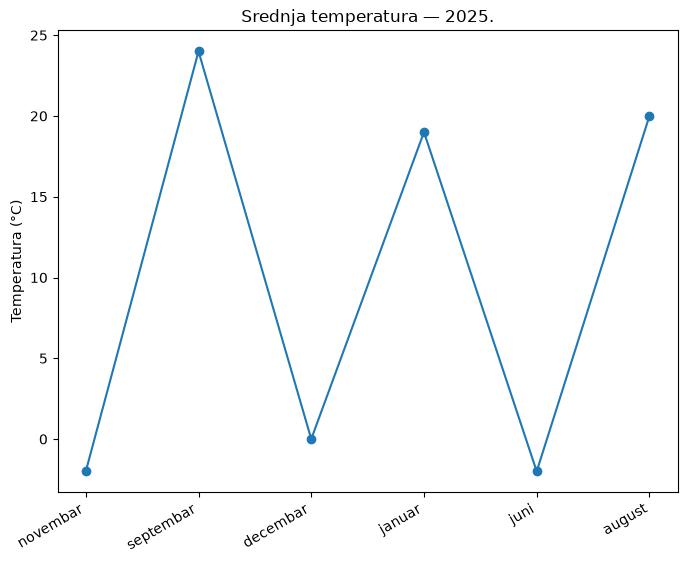 Srednja temperatura — 2025.
Temperatura (°C)
25
20
15
10
5
0
novembar
septembar
decembar
januar
juni
august